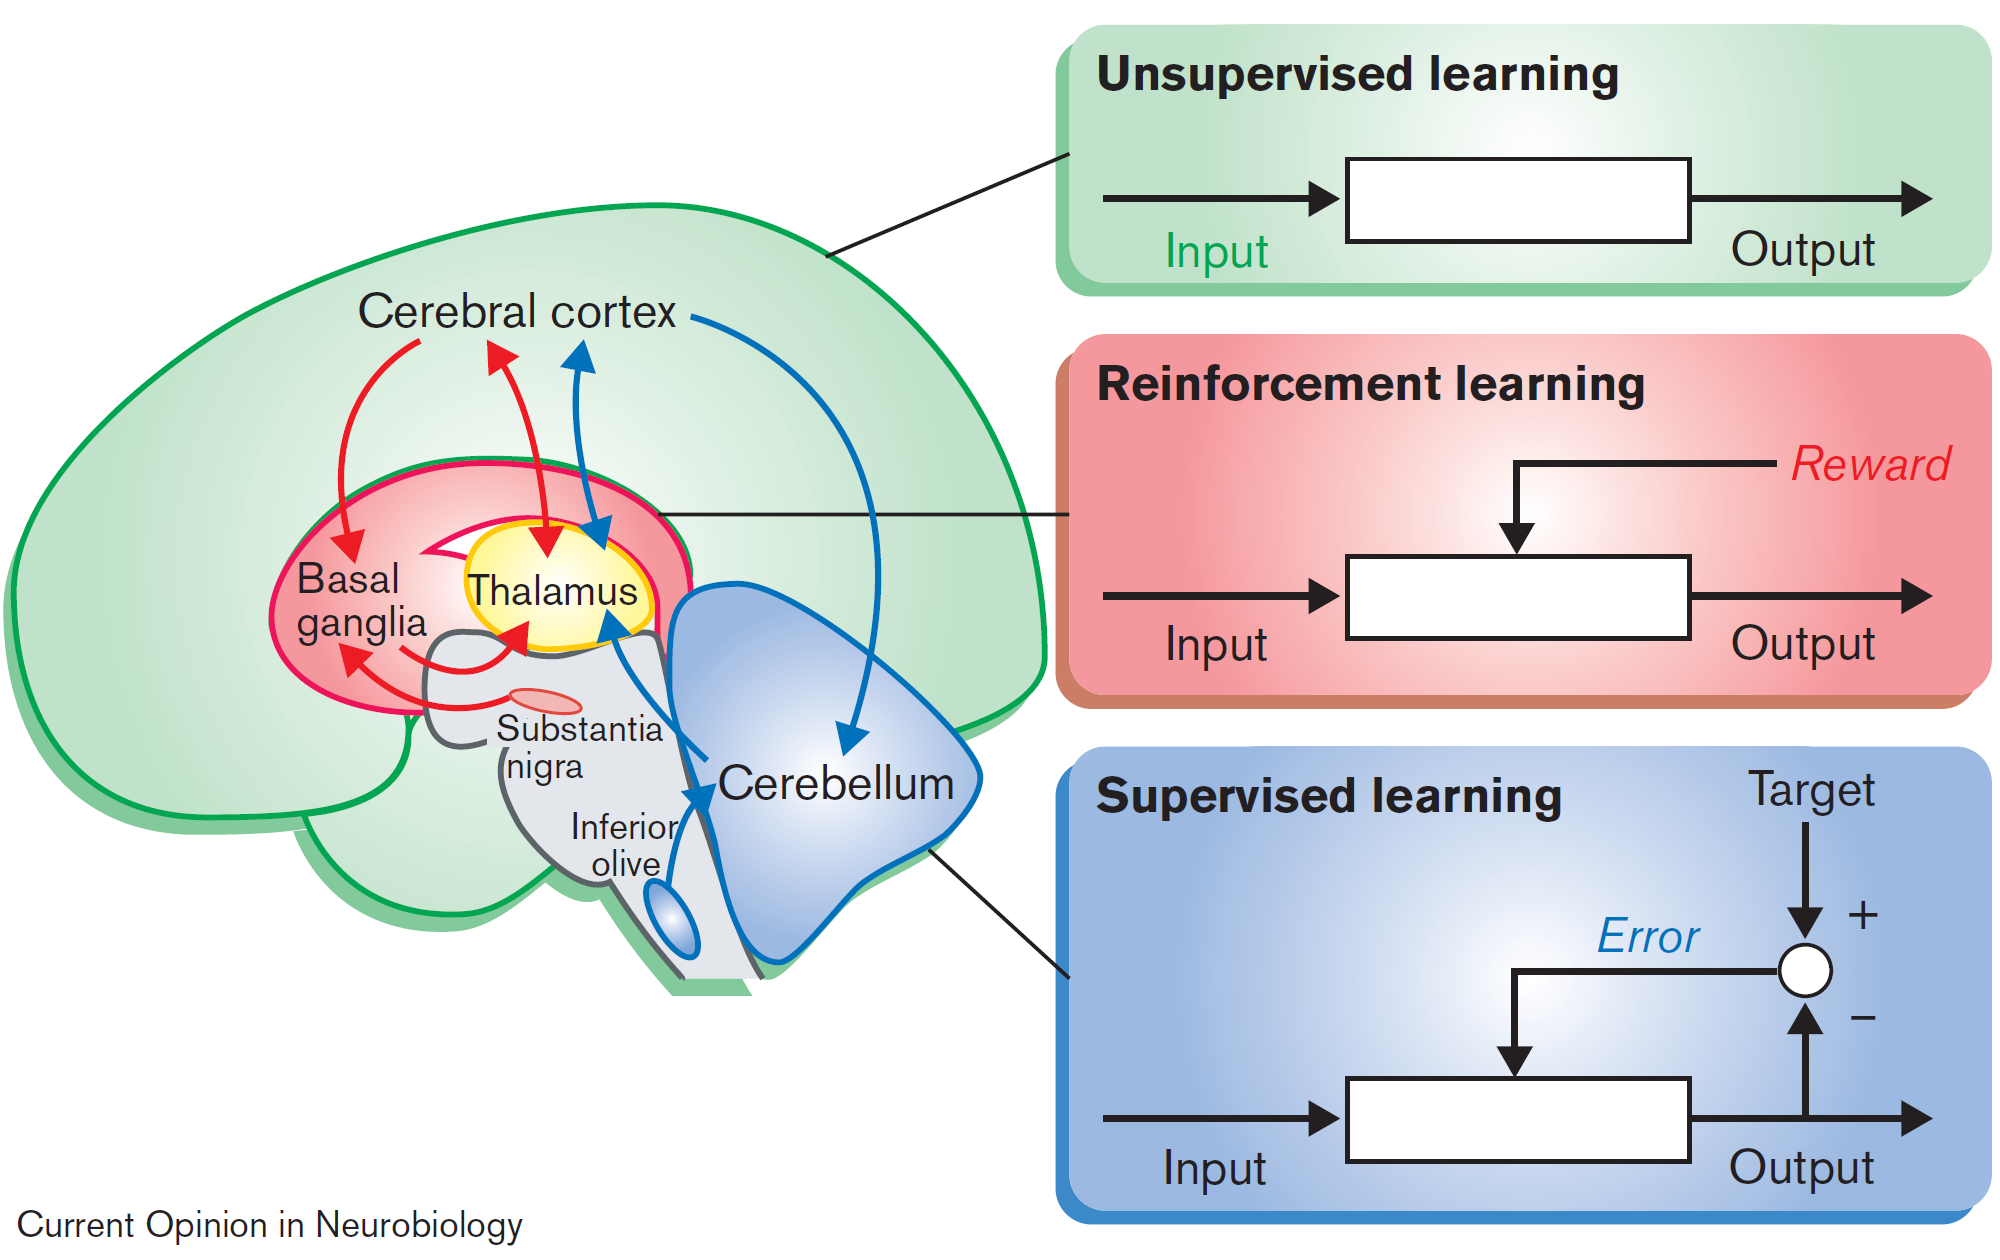 Unsupervised learning
Input
Output
Cerebral cortex
Reinforcement learning
Reward
Input
Output
Basal
ganglia
Thalamus
Substantia
nigra
Cerebellum
Inferior
olive
Supervised learning
Target
+
Error
−
Input
Output
Current Opinion in Neurobiology